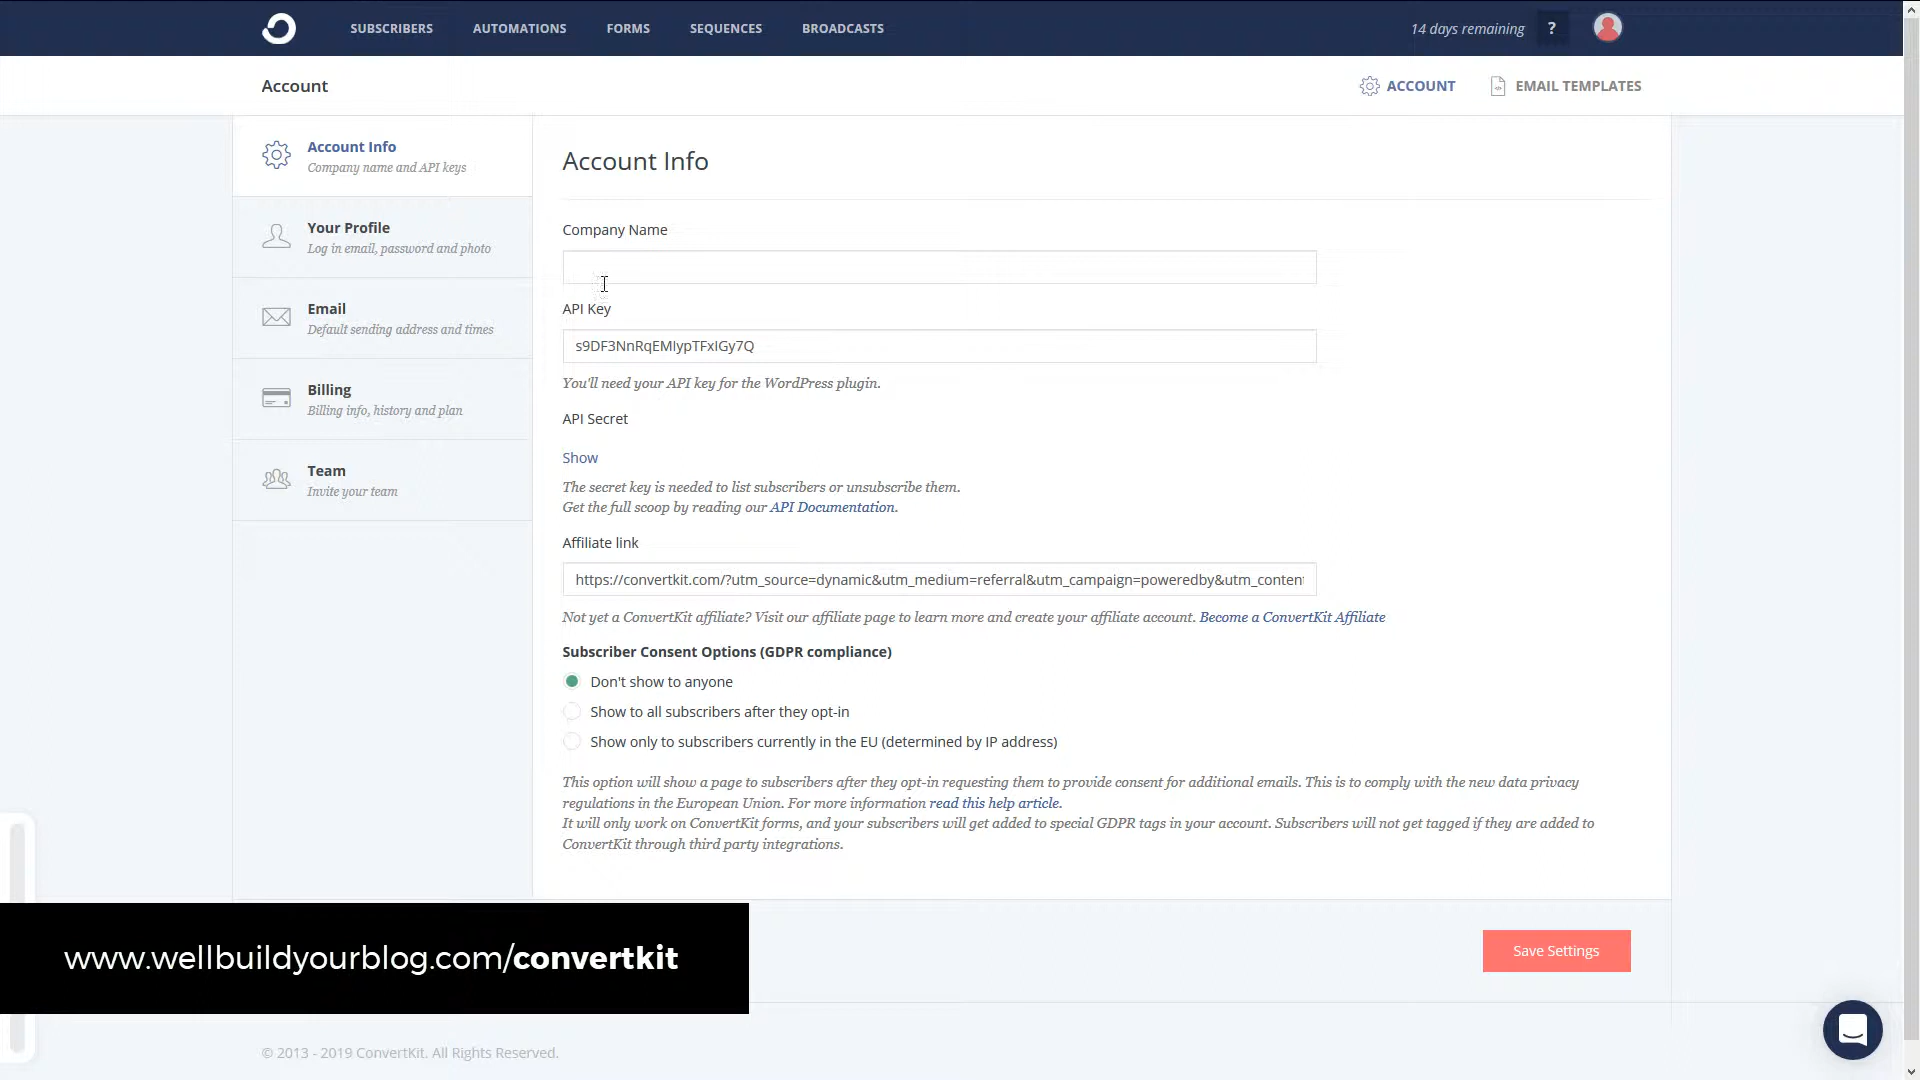 SUBSCRIBERS AUTOMATIONS FORMS SEQUENCES BROADCASTS 14 days remaining ?
Account ACCOUNT EMAIL TEMPLATES
Account Info
Company name and API keys
Your Profile
Log in email, password and photo
Email
Default sending address and times
Billing
Billing info, history and plan
Team
Invite your team
Account Info
Company Name
API Key
s9DF3NnRqEMIypTFxIGy7Q
You'll need your API key for the WordPress plugin.
API Secret
Show
The secret key is needed to list subscribers or unsubscribe them.
Get the full scoop by reading our API Documentation.
Affiliate link
https://convertkit.com/?utm_source=dynamic&utm_medium=referral&utm_campaign=poweredby&utm_content
Not yet a ConvertKit affiliate? Visit our affiliate page to learn more and create your affiliate account. Become a ConvertKit Affiliate
Subscriber Consent Options (GDPR compliance)
Don't show to anyone
Show to all subscribers after they opt-in
Show only to subscribers currently in the EU (determined by IP address)
This option will show a page to subscribers after they opt-in requesting them to provide consent for additional emails. This is to comply with the new data privacy
regulations in the European Union. For more information read this help article.
It will only work on ConvertKit forms, and your subscribers will get added to special GDPR tags in your account. Subscribers will not get tagged if they are added to
ConvertKit through third party integrations.
Save Settings
www.wellbuildyourblog.com/convertkit
© 2013 - 2019 ConvertKit. All Rights Reserved.